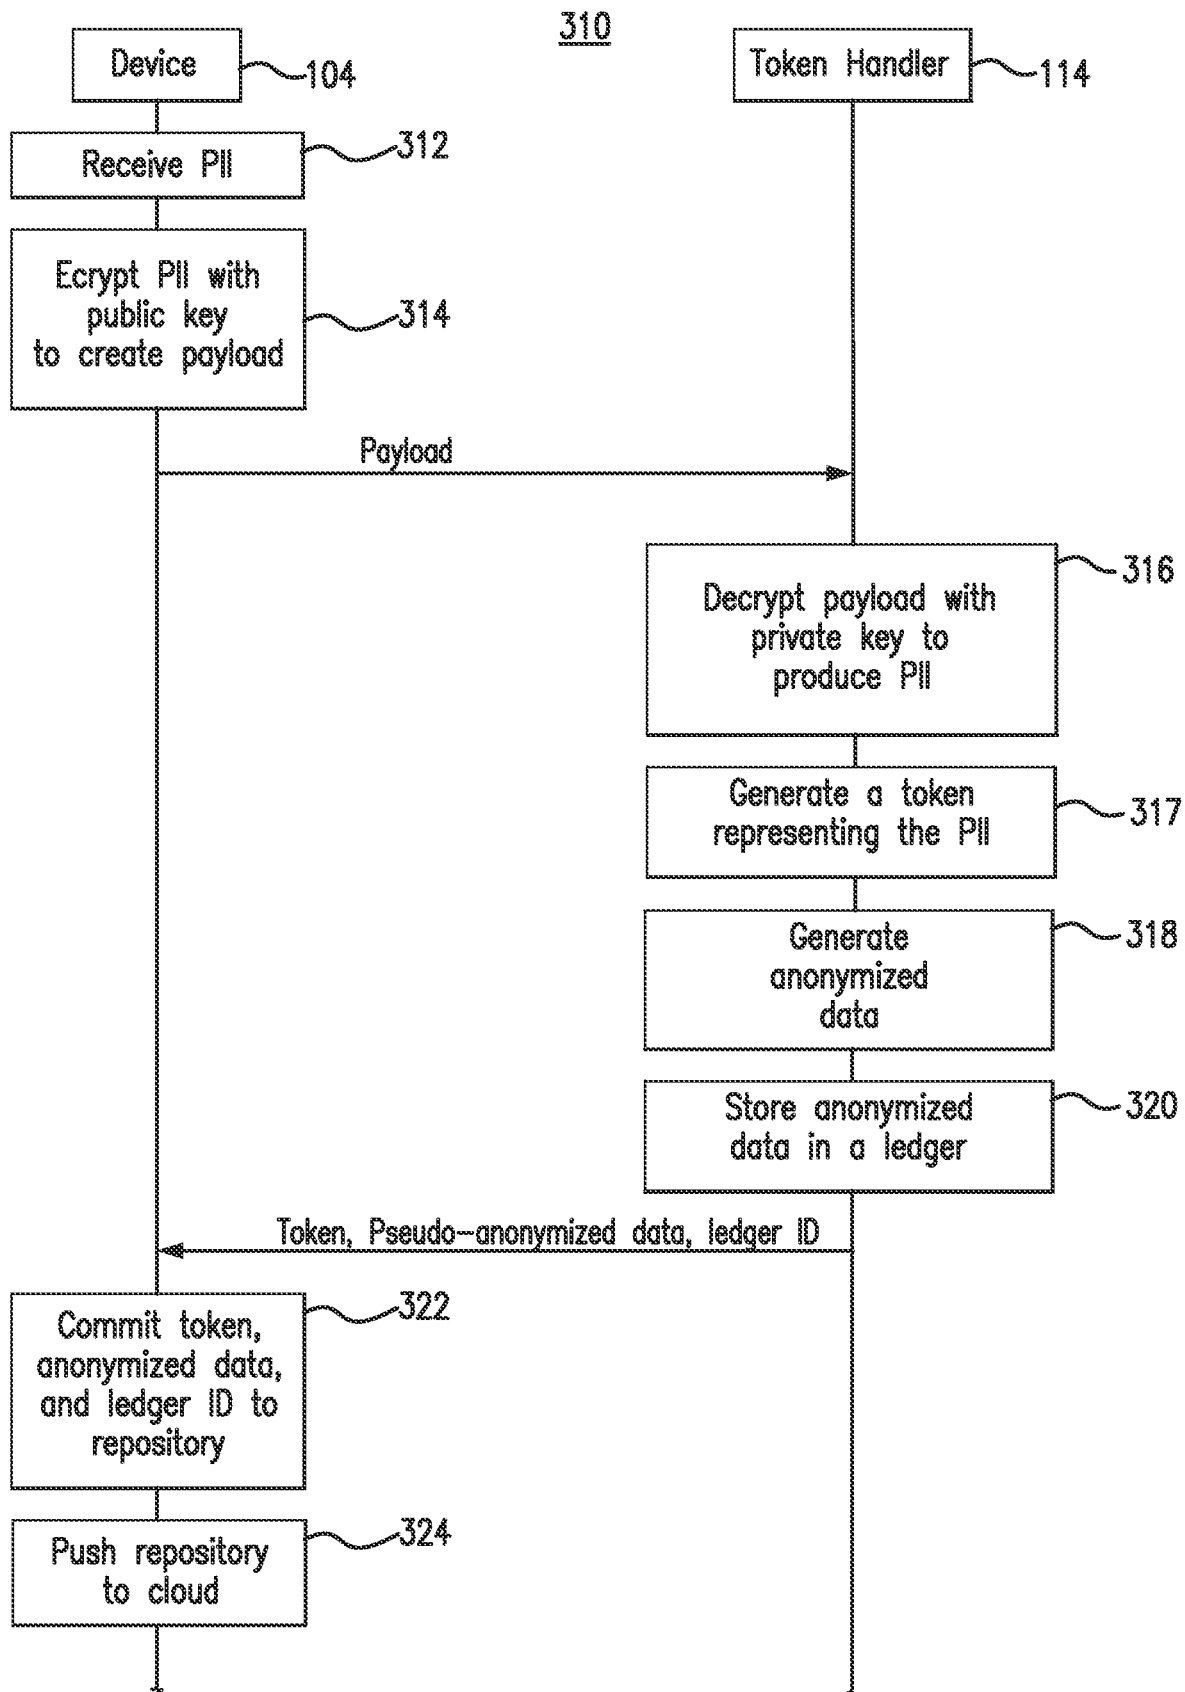 310
Device
104
Token Handler
114
Receive PII
312
Ecrypt PII with
public key
to create payload
314
Payload
Decrypt payload with
private key to
produce PII
316
Generate a token
representing the PII
317
Generate
anonymized
data
318
Store anonymized
data in a ledger
320
Token, Pseudo-anonymized data, ledger ID
Commit token,
anonymized data,
and ledger ID to
repository
322
Push repository
to cloud
324